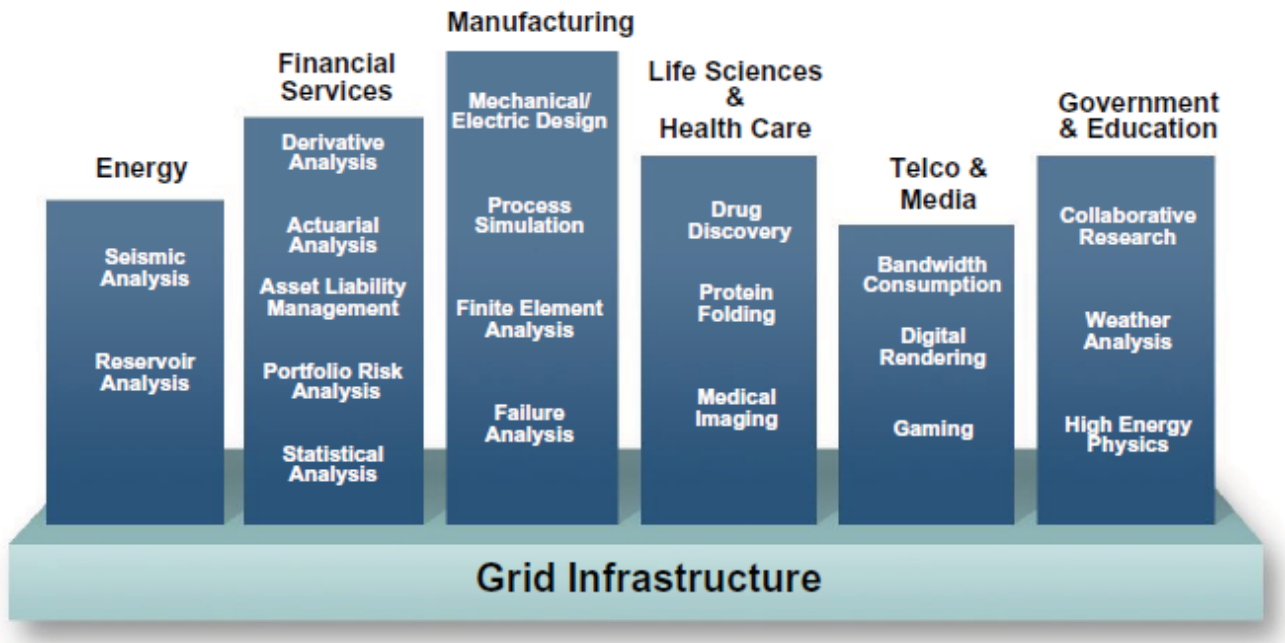 Energy
Seismic
Analysis
Reservoir
Analysis
Financial
Services
Derivative
Analysis
Actuarial
Analysis
Asset Liability
Management
Portfolio Risk
Analysis
Statistical
Analysis
Manufacturing
Mechanical/
Electric Design
Process
Simulation
Finite Element
Analysis
Failure
Analysis
Life Sciences
&
Health Care
Drug
Discovery
Protein
Folding
Medical
Imaging
Telco &
Media
Bandwidth
Consumption
Digital
Rendering
Gaming
Government
& Education
Collaborative
Research
Weather
Analysis
High Energy
Physics
Grid Infrastructure